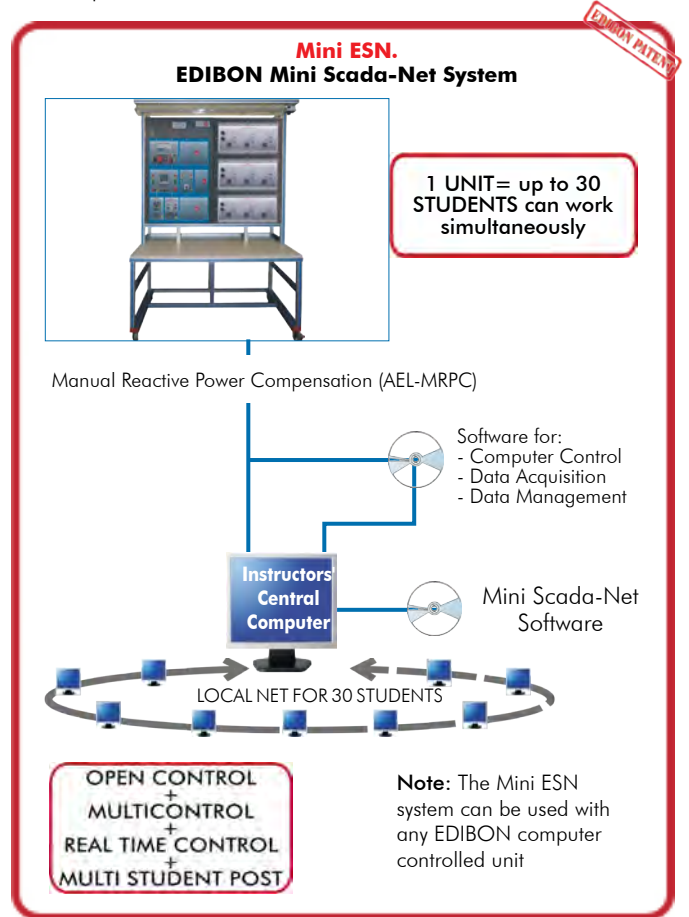 EDIBON PATENT
Mini ESN.
EDIBON Mini Scada-Net System
1 UNIT= up to 30
STUDENTS can work
simultaneously
Manual Reactive Power Compensation (AEL-MRPC)
Software for:
- Computer Control
- Data Acquisition
- Data Management
Instructors'
Central
Computer
Mini Scada-Net
Software
LOCAL NET FOR 30 STUDENTS
OPEN CONTROL
+
MULTICONTROL
+
REAL TIME CONTROL
+
MULTI STUDENT POST
Note: The Mini ESN
system can be used with
any EDIBON computer
controlled unit